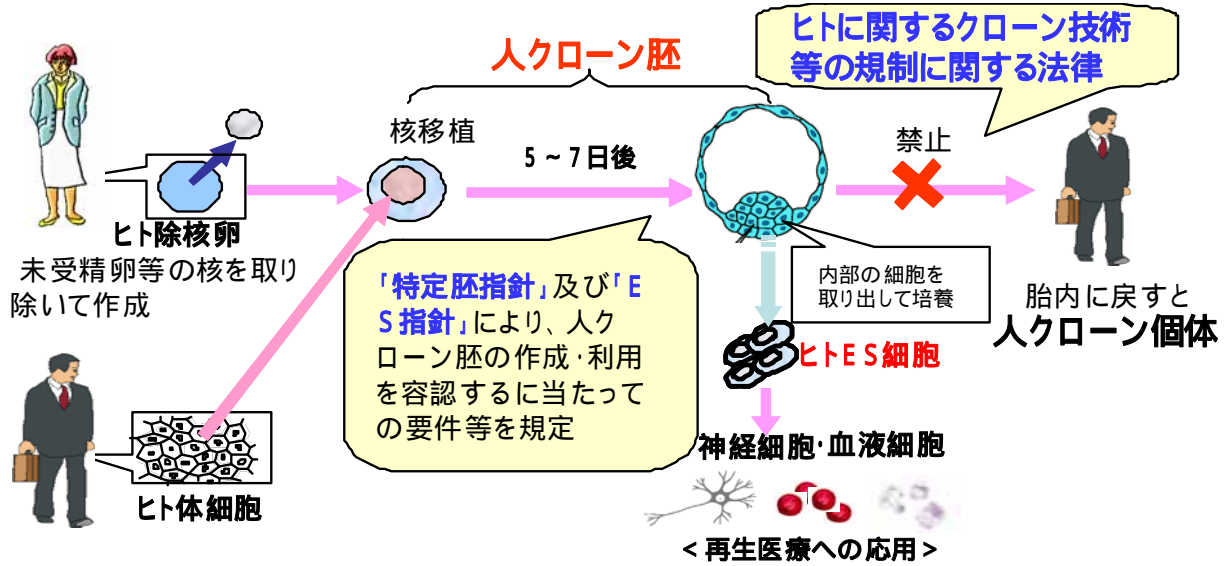 ヒトに関するクローン技術
等の規制に関する法律
人クローン胚
核移植
5~7日後
禁止
ヒト除核卵
未受精卵等の核を取り
除いて作成
「特定胚指針」及び「E
S指針」により、人ク
ローン胚の作成・利用
を容認するに当たって
の要件等を規定
内部の細胞を
取り出して培養
胎内に戻すと
人クローン個体
ヒトES細胞
ヒト体細胞
神経細胞・血液細胞
<再生医療への応用>